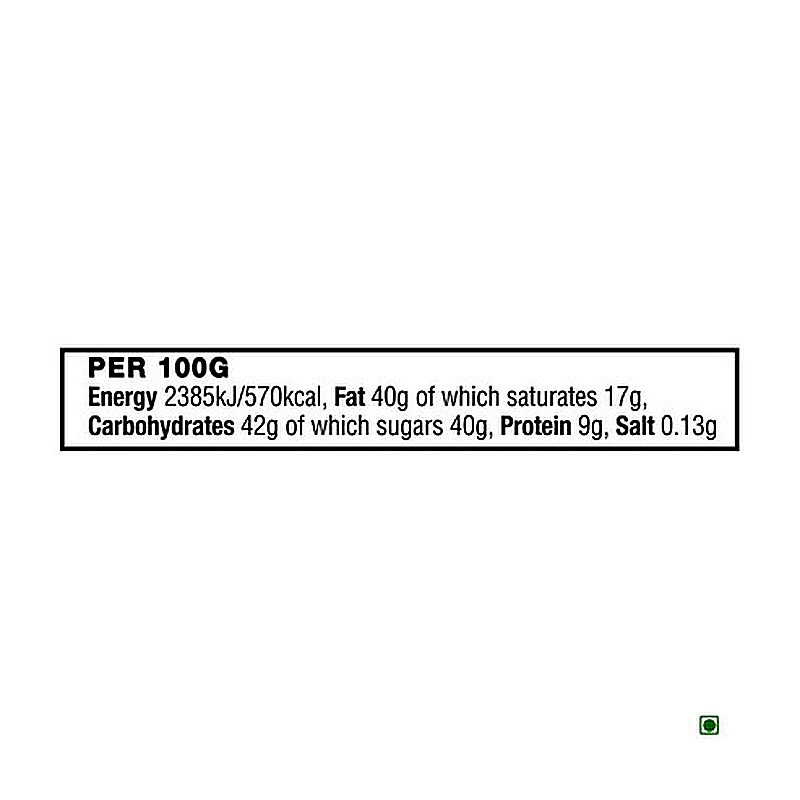 PER 100G
Energy 2385kJ/570kcal, Fat 40g of which saturates 17g,
Carbohydrates 42g of which sugars 40g, Protein 9g, Salt 0.13g